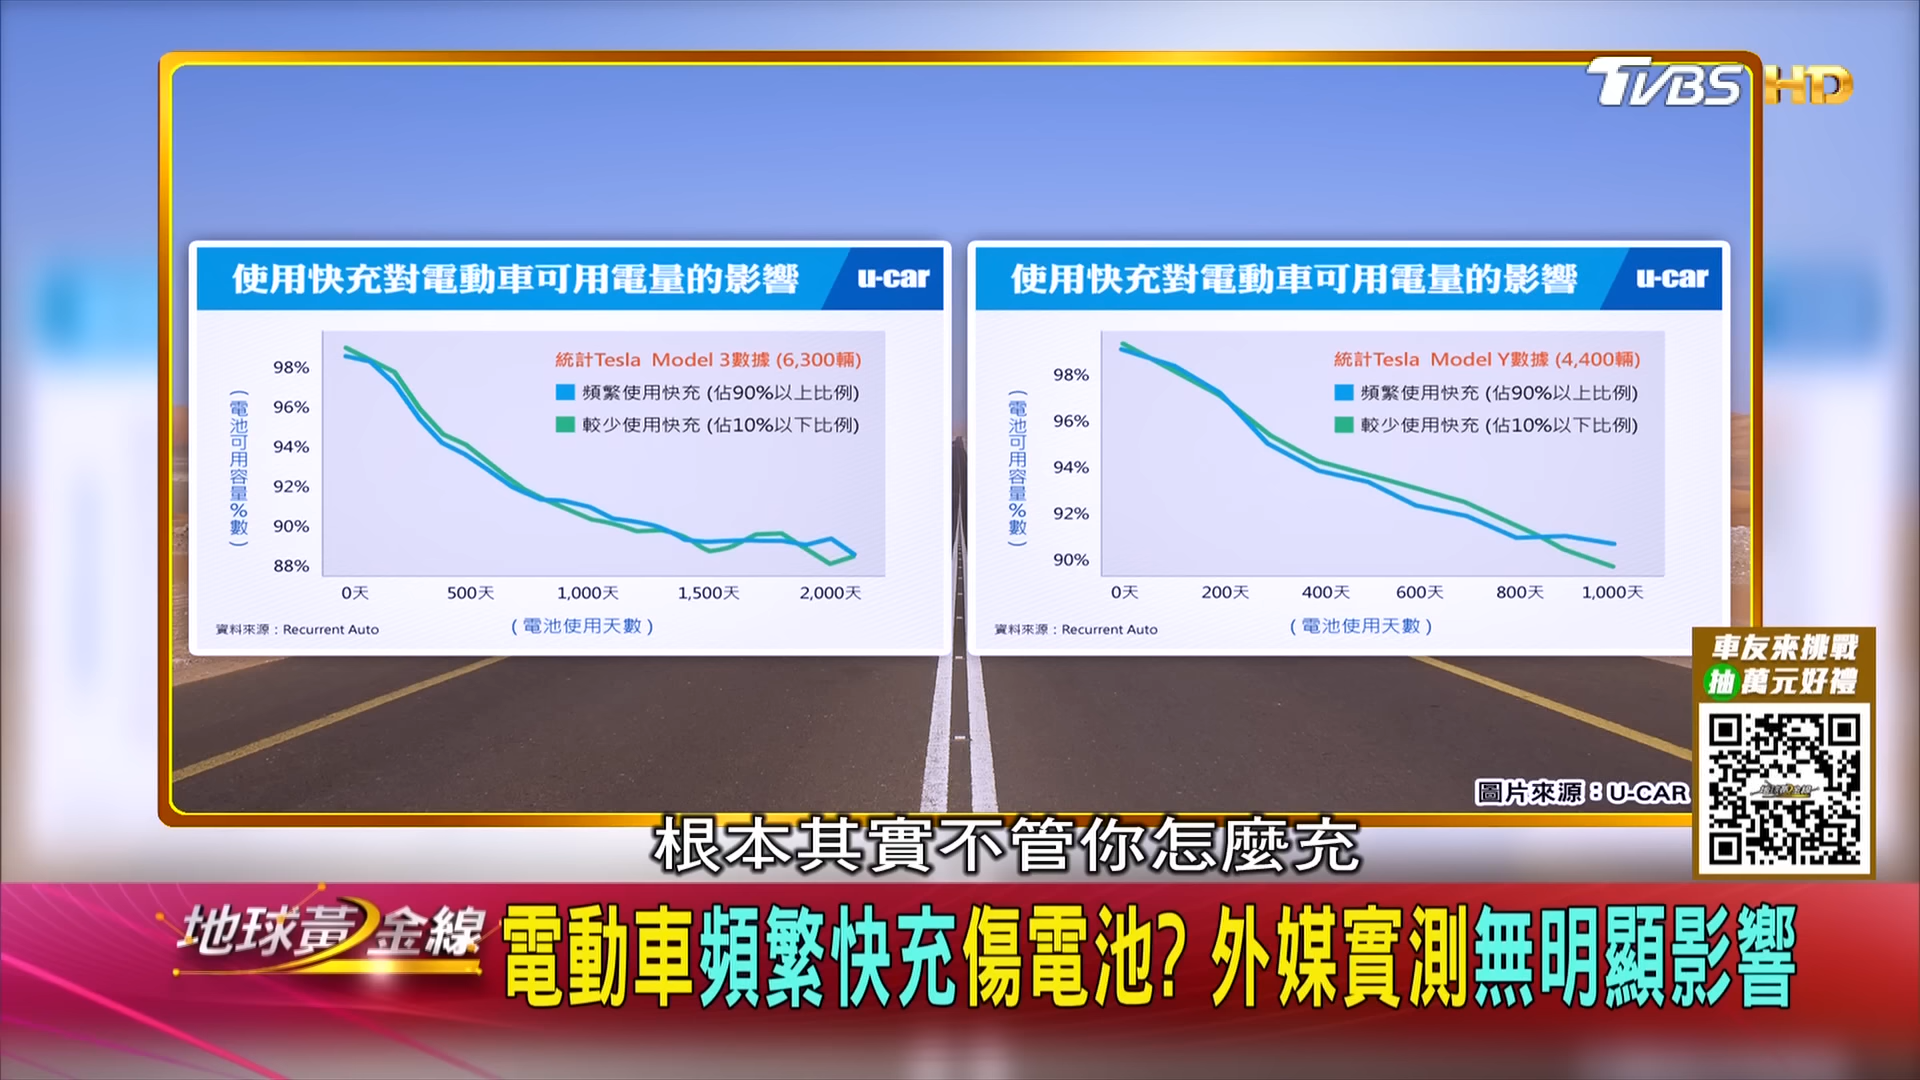 TVBS HD
使用快充對電動車可用電量的影響
u-car
統計Tesla Model 3數據 (6,300輛)
頻繁使用快充 (佔90%以上比例)
較少使用快充 (佔10%以下比例)
(電池可用容量%數)
98%
96%
94%
92%
90%
88%
0天 500天 1,000天 1,500天 2,000天
(電池使用天數)
資料來源:Recurrent Auto
使用快充對電動車可用電量的影響
u-car
統計Tesla Model Y數據 (4,400輛)
頻繁使用快充 (佔90%以上比例)
較少使用快充 (佔10%以下比例)
(電池可用容量%數)
98%
96%
94%
92%
90%
0天 200天 400天 600天 800天 1,000天
(電池使用天數)
資料來源:Recurrent Auto
車友來挑戰
抽萬元好禮
地球黃金線
圖片來源:U-CAR
根本其實不管你怎麼充
地球黃金線
電動車頻繁快充傷電池? 外媒實測無明顯影響